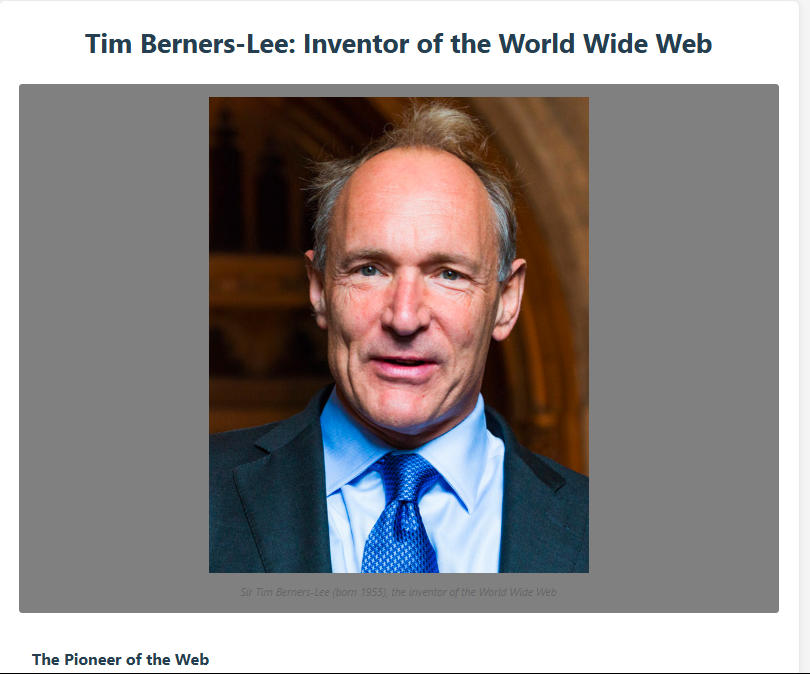 Tim Berners-Lee: Inventor of the World Wide Web
Sir Tim Berners-Lee (born 1955), the inventor of the World Wide Web
The Pioneer of the Web